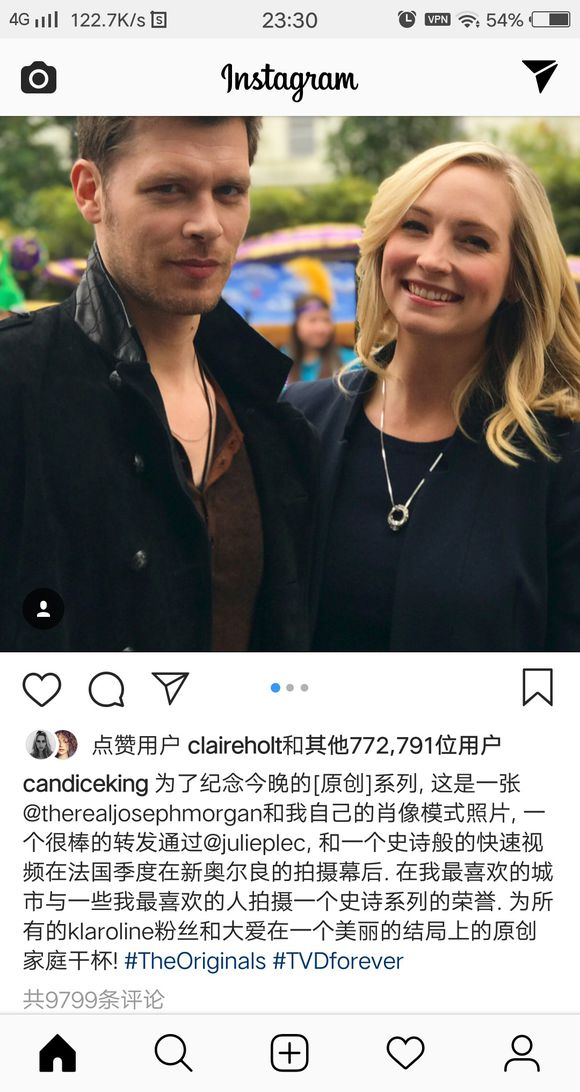 4G 122.7K/s 23:30 VPN 54%
Instagram
点赞用户 claireholt和其他772,791位用户
candiceking 为了纪念今晚的[原创]系列, 这是一张
@therealjosephmorgan和我自己的肖像模式照片, 一
个很棒的转发通过@julieplec, 和一个史诗般的快速视
频在法国季度在新奥尔良的拍摄幕后. 在我最喜欢的城
市与一些我最喜欢的人拍摄一个史诗系列的荣誉. 为所
有的klaroline粉丝和大爱在一个美丽的结局上的原创
家庭干杯! #TheOriginals #TVDforever
共9799条评论